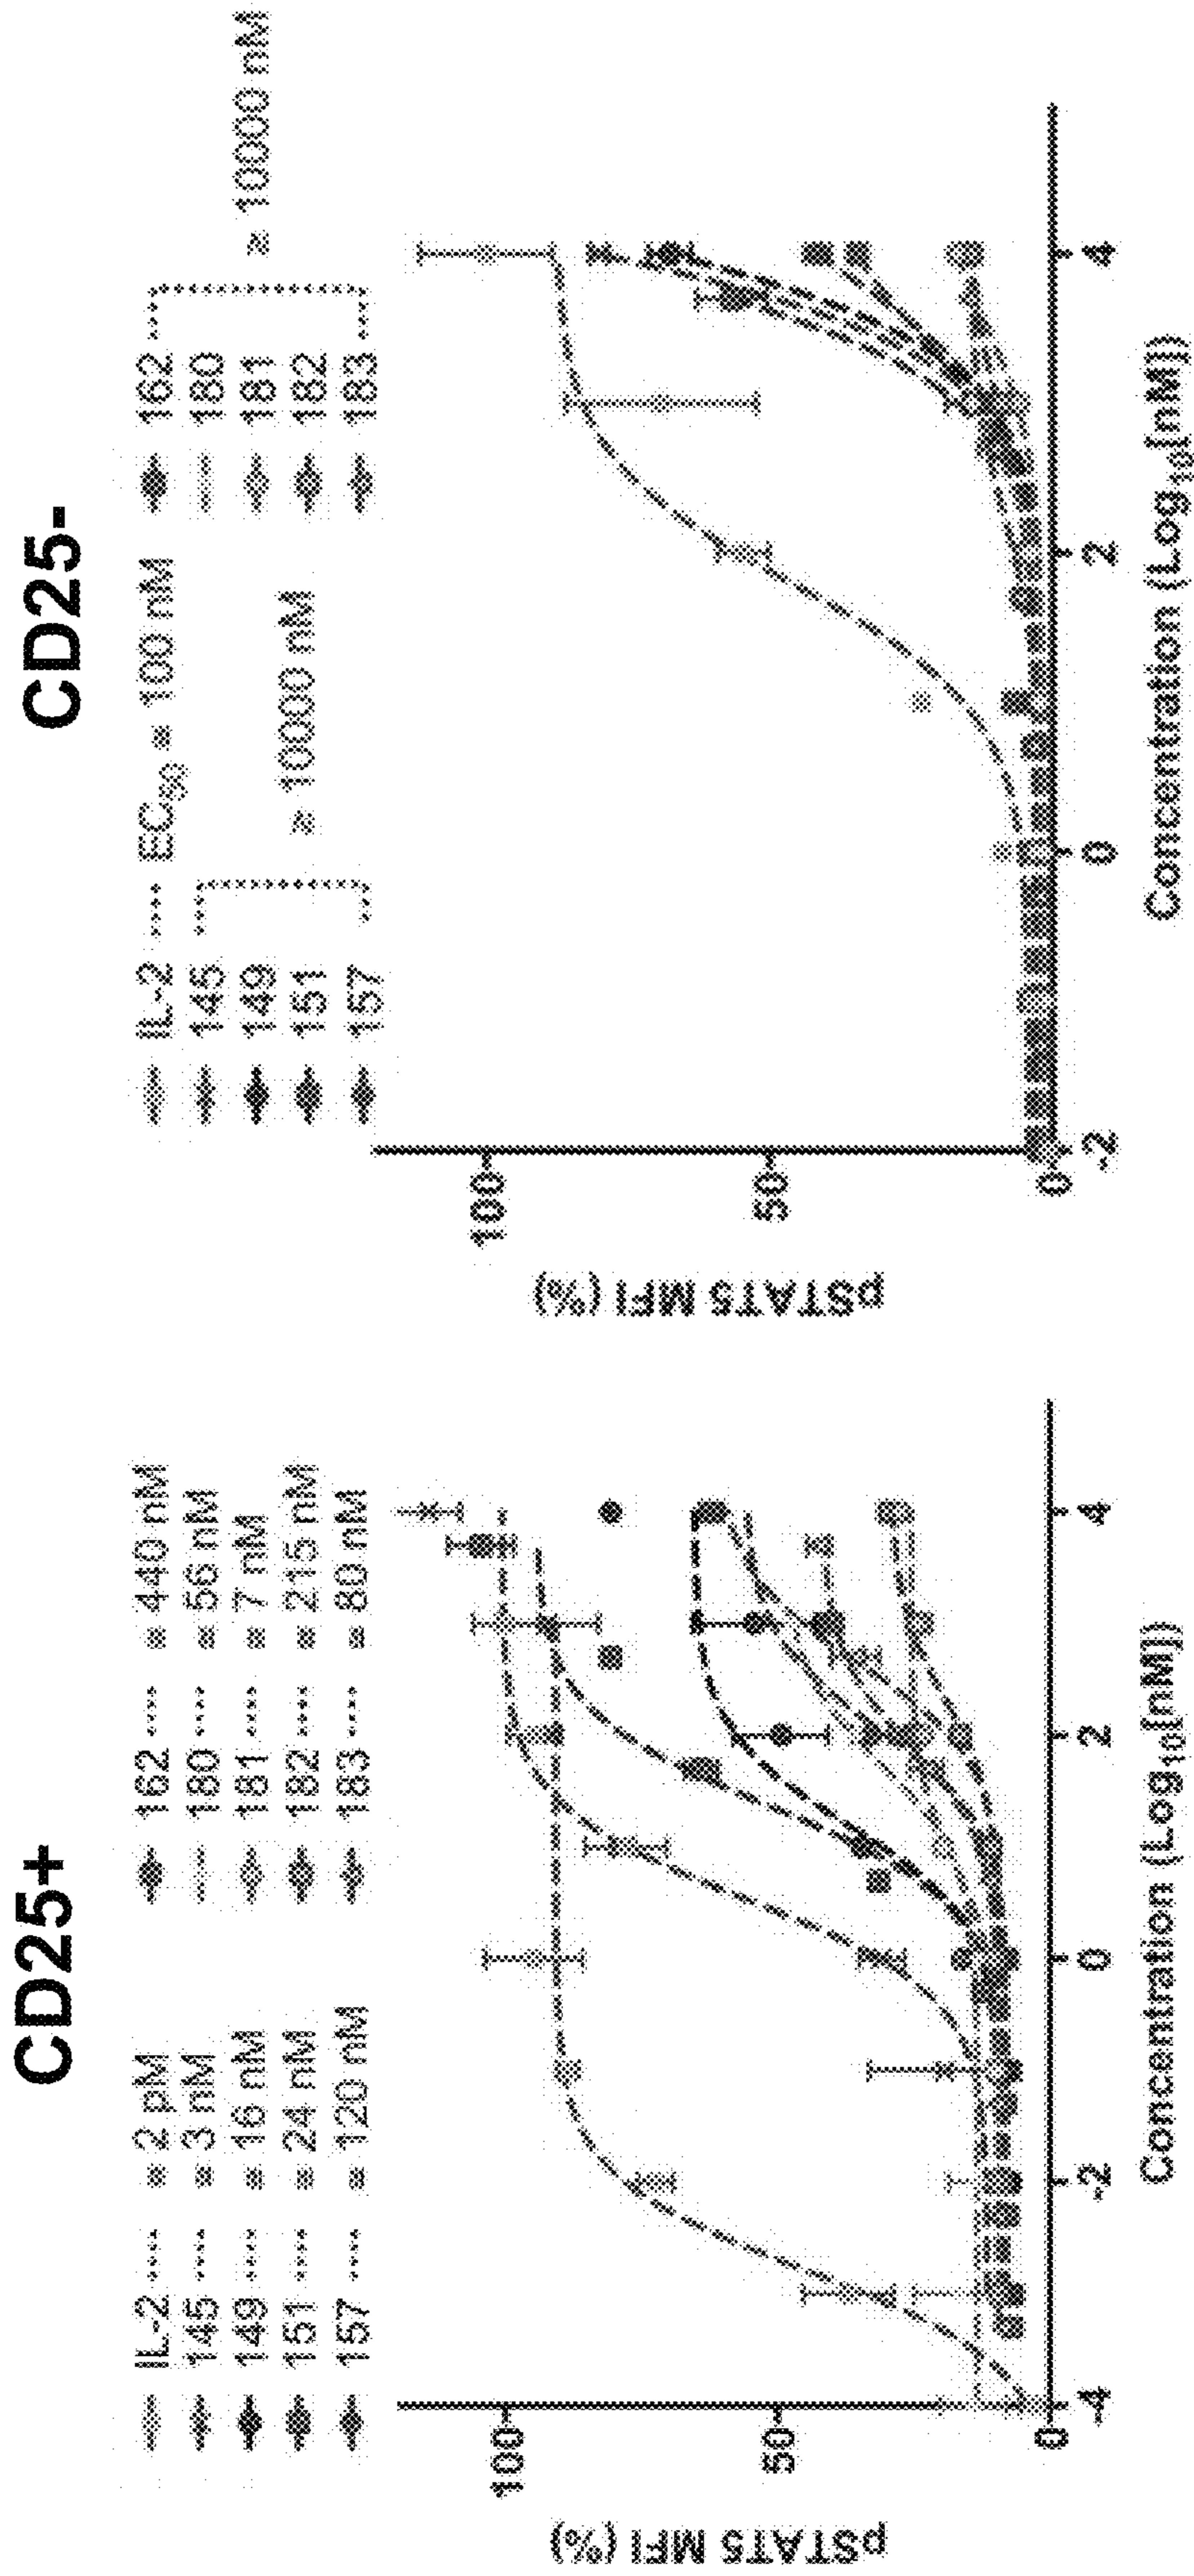 CD25+
IL-2 = 2 pM 162 = 440 nM
145 = 3 nM 180 = 56 nM
149 = 16 nM 181 = 7 nM
151 = 24 nM 182 = 215 nM
157 = 120 nM 183 = 80 nM
pSTAT5 MFI (%)
100
50
0
-4 -2 0 2 4
Concentration (Log10[nM])
CD25-
IL-2 EC50 = 100 nM 162
145 180
149 181 ≥ 10000 nM
151 ≥ 10000 nM 182
157 183
pSTAT5 MFI (%)
100
50
0
-2 0 2 4
Concentration (Log10[nM])